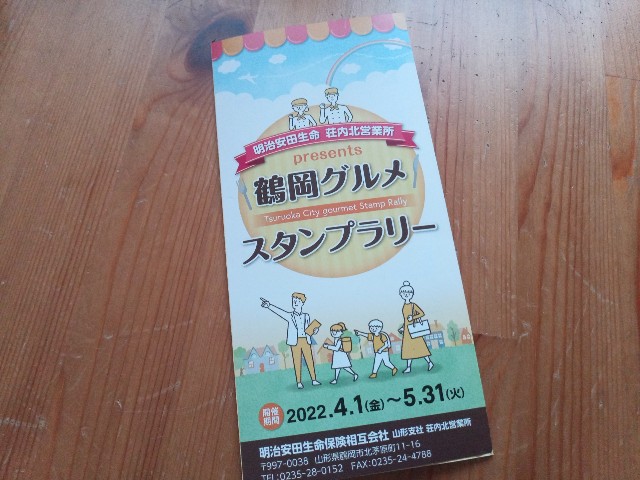 明治安田生命 荘内北営業所
presents
鶴岡グルメ
Tsuruoka City gourmet Stamp Rally
スタンプラリー
開催期間 2022.4.1(金)～5.31(火)
明治安田生命保険相互会社 山形支社 荘内北営業所
〒997-0038 山形県鶴岡市北茅原町11-16
TEL:0235-28-0152 FAX:0235-24-4788